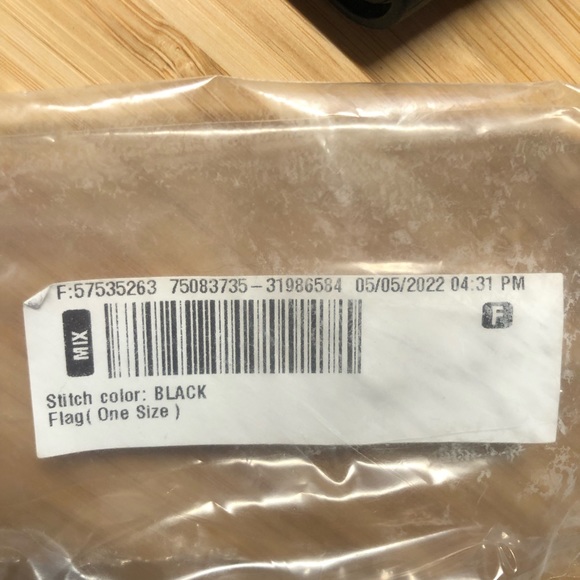 F:57535263 75083735-31986584 05/05/2022 04:31 PM
MIX
F
Stitch color: BLACK
Flag( One Size )